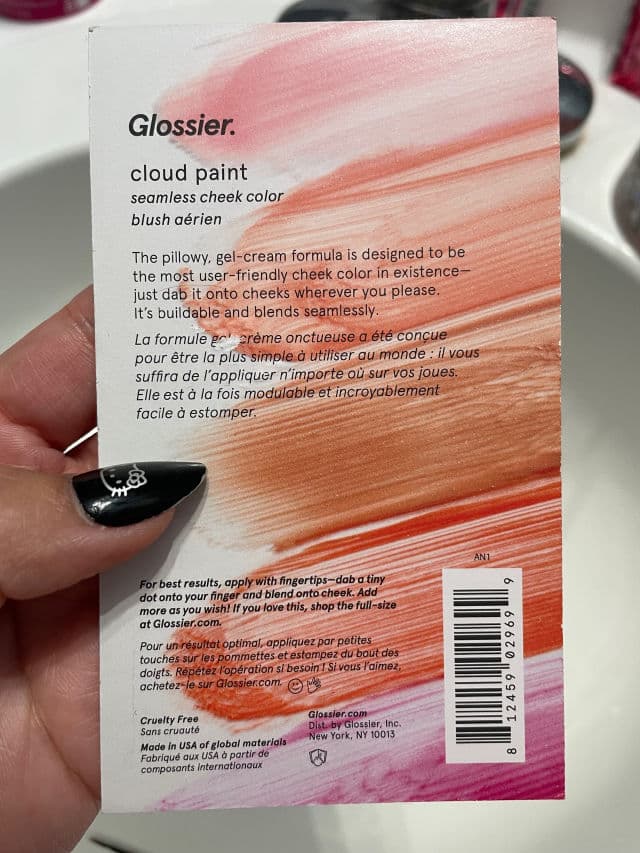 Glossier.
cloud paint
seamless cheek color
blush aérien
The pillowy, gel-cream formula is designed to be
the most user-friendly cheek color in existence—
just dab it onto cheeks wherever you please.
It's buildable and blends seamlessly.
La formule crème onctueuse a été conçue
pour être la plus simple à utiliser au monde : il vous
suffira de l'appliquer n'importe où sur vos joues.
Elle est à la fois modulable et incroyablement
facile à estomper.
AN1
For best results, apply with fingertips—dab a tiny
dot onto your finger and blend onto cheek. Add
more as you wish! If you love this, shop the full-size
at Glossier.com.
Pour un résultat optimal, appliquez par petites
touches sur les pommettes et estompez du bout des
doigts. Répétez l'opération si besoin ! Si vous l'aimez,
achetez-le sur Glossier.com.
Cruelty Free
Sans cruauté
Made in USA of global materials
Fabriqué aux USA à partir de
composants internationaux
Glossier.com
Dist. by Glossier, Inc.
New York, NY 10013
8 12459 02969 9